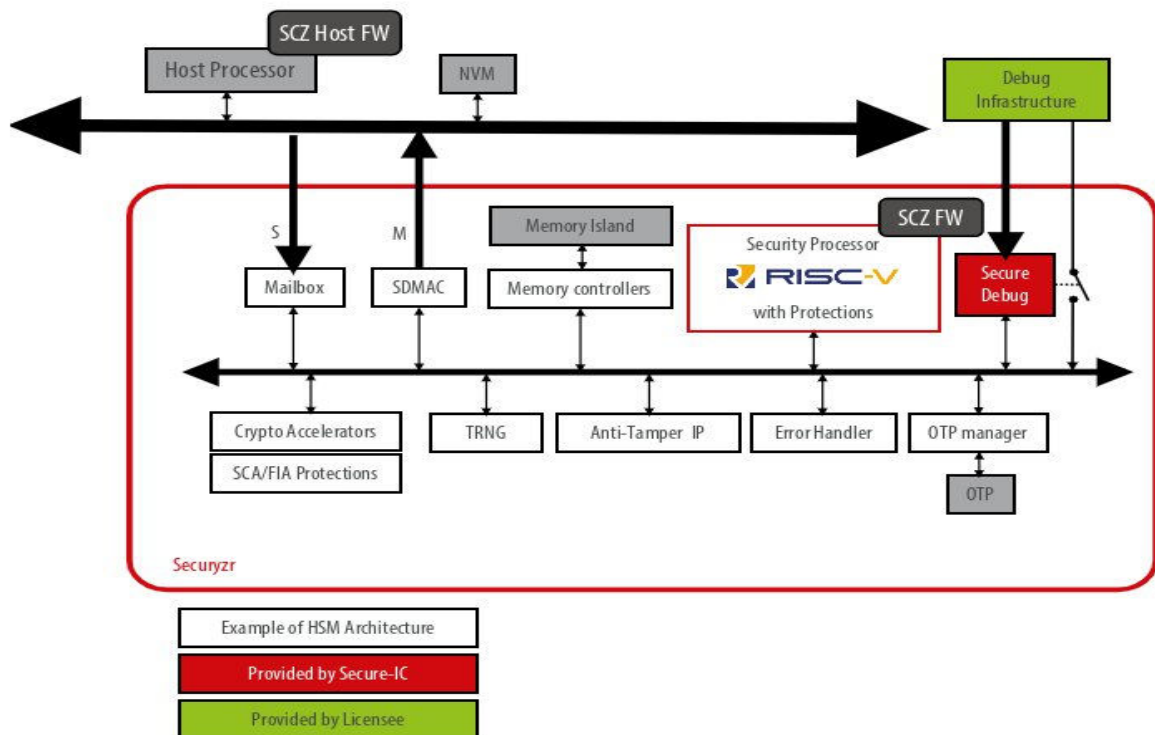 SCZ Host FW
Host Processor
NVM
Debug
Infrastructure
S
M
Mailbox
SDMAC
Memory Island
Memory controllers
SCZ FW
Security Processor
RISC-V
with Protections
Secure
Debug
Crypto Accelerators
SCA/FIA Protections
TRNG
Anti-Tamper IP
Error Handler
OTP manager
OTP
Securyzr
Example of HSM Architecture
Provided by Secure-IC
Provided by Licensee